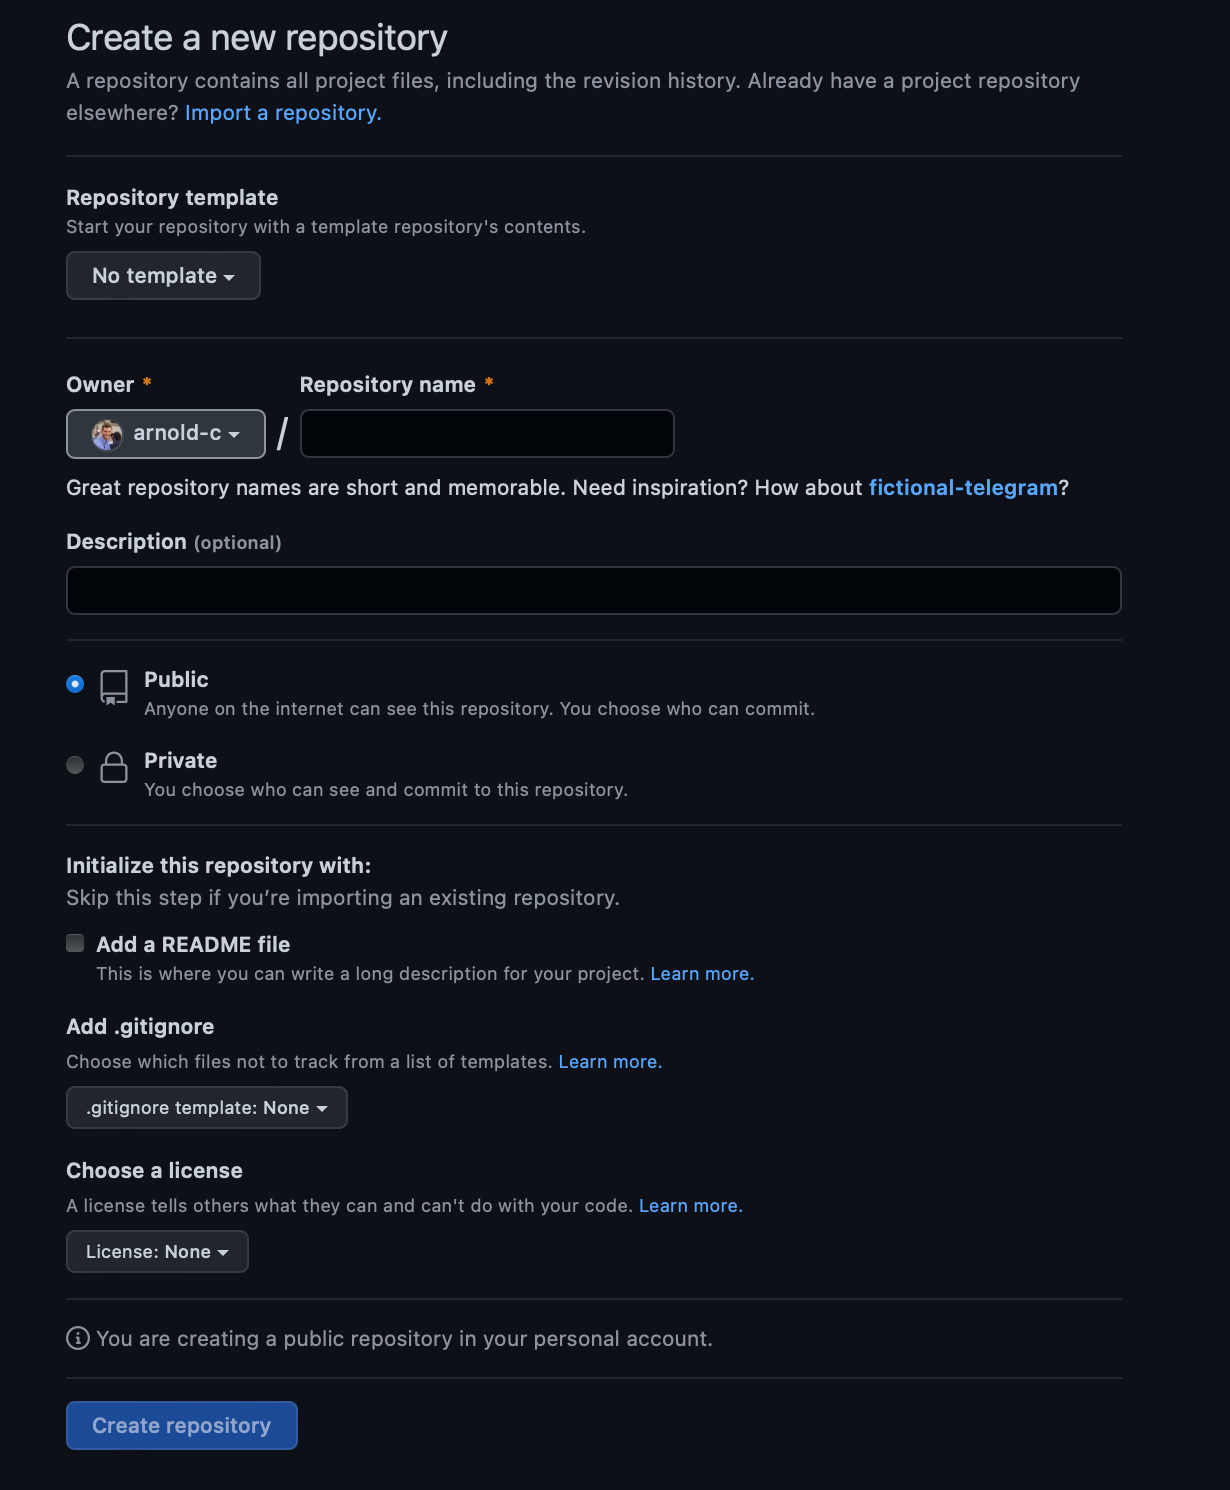 Create a new repository
A repository contains all project files, including the revision history. Already have a project repository
elsewhere? Import a repository.
Repository template
Start your repository with a template repository's contents.
No template
Owner * Repository name *
arnold-c /
Great repository names are short and memorable. Need inspiration? How about fictional-telegram?
Description (optional)
Public
Anyone on the internet can see this repository. You choose who can commit.
Private
You choose who can see and commit to this repository.
Initialize this repository with:
Skip this step if you’re importing an existing repository.
Add a README file
This is where you can write a long description for your project. Learn more.
Add .gitignore
Choose which files not to track from a list of templates. Learn more.
.gitignore template: None
Choose a license
A license tells others what they can and can't do with your code. Learn more.
License: None
You are creating a public repository in your personal account.
Create repository